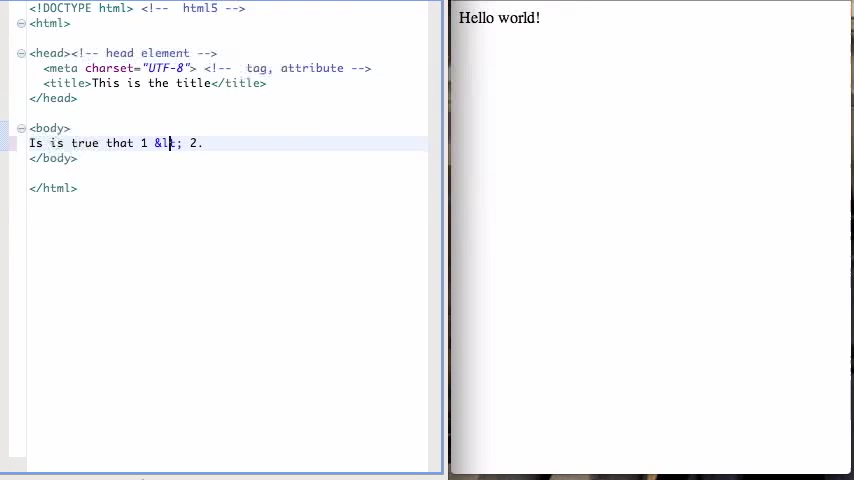 <!DOCTYPE html> <!-- html5 -->
<html>
<head><!-- head element -->
<meta charset="UTF-8"> <!-- tag, attribute -->
<title>This is the title</title>
</head>
<body>
Is is true that 1 &lt; 2.
</body>
</html>
Hello world!